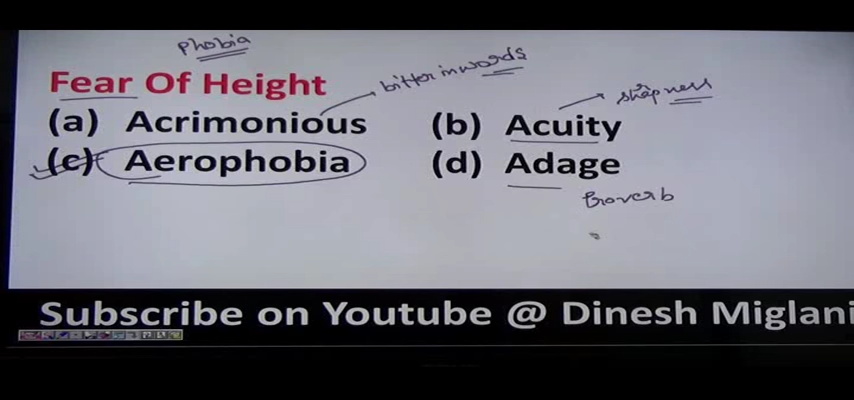 Phobia
Fear Of Height
bitter in words
(a) Acrimonious
(b) Acuity
sharpness
(c) Aerophobia
(d) Adage
Proverb
Subscribe on Youtube @ Dinesh Miglani